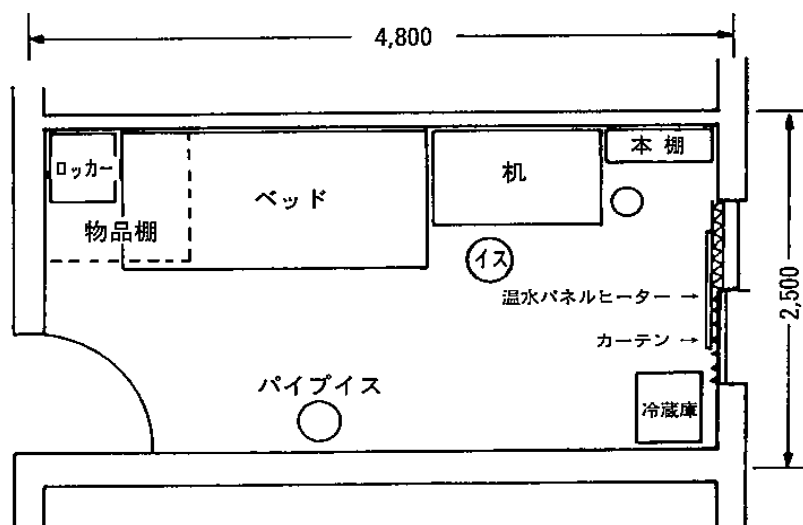 4,800
ロッカー
物品棚
ベッド
机
本棚
イス
温水パネルヒーター→
カーテン→
2,500
パイプイス
冷蔵庫